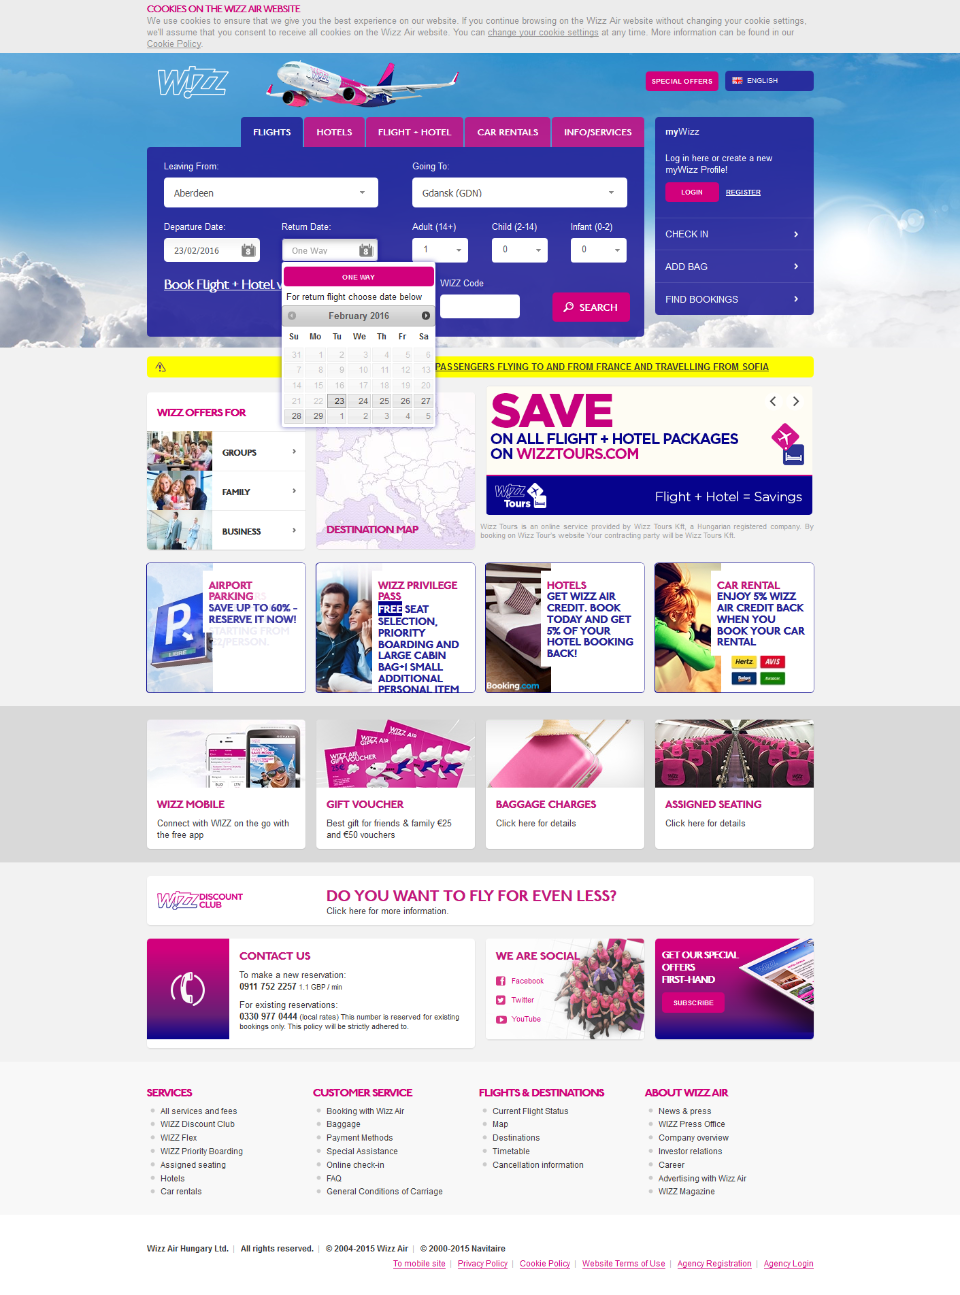 COOKIES ON THE WIZZ AIR WEBSITE
We use cookies to ensure that we give you the best experience on our website. If you continue browsing on the Wizz Air website without changing your cookie settings,
we'll assume that you consent to receive all cookies on the Wizz Air website. You can change your cookie settings at any time. More information can be found in our
Cookie Policy.
WIZZ
SPECIAL OFFERS
ENGLISH
FLIGHTS
HOTELS
FLIGHT + HOTEL
CAR RENTALS
INFO/SERVICES
Leaving From:
Going To:
Aberdeen
Gdansk (GDN)
Departure Date:
Return Date:
Adult (14+)
Child (2-14)
Infant (0-2)
23/02/2016
One Way
1
0
0
Book Flight + Hotel
WIZZ Code
SEARCH
ONE WAY
For return flight choose date below
February 2016
Su Mo Tu We Th Fr Sa
31 1 2 3 4 5 6
7 8 9 10 11 12 13
14 15 16 17 18 19 20
21 22 23 24 25 26 27
28 29 1 2 3 4 5
myWizz
Log in here or create a new
myWizz Profile!
LOGIN
REGISTER
CHECK IN
ADD BAG
FIND BOOKINGS
PASSENGERS FLYING TO AND FROM FRANCE AND TRAVELLING FROM SOFIA
WIZZ OFFERS FOR
GROUPS
FAMILY
BUSINESS
DESTINATION MAP
SAVE
ON ALL FLIGHT + HOTEL PACKAGES
ON WIZZTOURS.COM
WIZZ Tours
Flight + Hotel = Savings
Wizz Tours is an online service provided by Wizz Tours Kft, a Hungarian registered company. By
booking on Wizz Tour's website Your contracting party will be Wizz Tours Kft.
AIRPORT
PARKING
SAVE UP TO 60% -
RESERVE IT NOW!
STARTING FROM
P
LIBRE
WIZZ PRIVILEGE
PASS
FREE SEAT
SELECTION,
PRIORITY
BOARDING AND
LARGE CABIN
BAG+1 SMALL
ADDITIONAL
PERSONAL ITEM
HOTELS
GET WIZZ AIR
CREDIT. BOOK
TODAY AND GET
5% OF YOUR
HOTEL BOOKING
BACK!
Booking.com
CAR RENTAL
ENJOY 5% WIZZ
AIR CREDIT BACK
WHEN YOU
BOOK YOUR CAR
RENTAL
Hertz
AVIS
Budget
WIZZ MOBILE
Connect with WIZZ on the go with
the free app
WIZZ AIR
GIFT VOUCHER
GIFT VOUCHER
Best gift for friends & family €25
and €50 vouchers
BAGGAGE CHARGES
Click here for details
ASSIGNED SEATING
Click here for details
WIZZ DISCOUNT
CLUB
DO YOU WANT TO FLY FOR EVEN LESS?
Click here for more information.
CONTACT US
To make a new reservation:
0911 752 2257 1.1 GBP / min
For existing reservations:
0330 977 0444 (local rates) This number is reserved for existing
bookings only. This policy will be strictly adhered to.
WE ARE SOCIAL
Facebook
Twitter
YouTube
GET OUR SPECIAL
OFFERS
FIRST-HAND
SUBSCRIBE
SERVICES
All services and fees
WIZZ Discount Club
WIZZ Flex
WIZZ Priority Boarding
Assigned seating
Hotels
Car rentals
CUSTOMER SERVICE
Booking with Wizz Air
Baggage
Payment Methods
Special Assistance
Online check-in
FAQ
General Conditions of Carriage
FLIGHTS & DESTINATIONS
Current Flight Status
Map
Destinations
Timetable
Cancellation information
ABOUT WIZZ AIR
News & press
WIZZ Press Office
Company overview
Investor relations
Career
Advertising with Wizz Air
WIZZ Magazine
Wizz Air Hungary Ltd. | All rights reserved. | © 2004-2015 Wizz Air | © 2000-2015 Navitaire
To mobile site | Privacy Policy | Cookie Policy | Website Terms of Use | Agency Registration | Agency Login